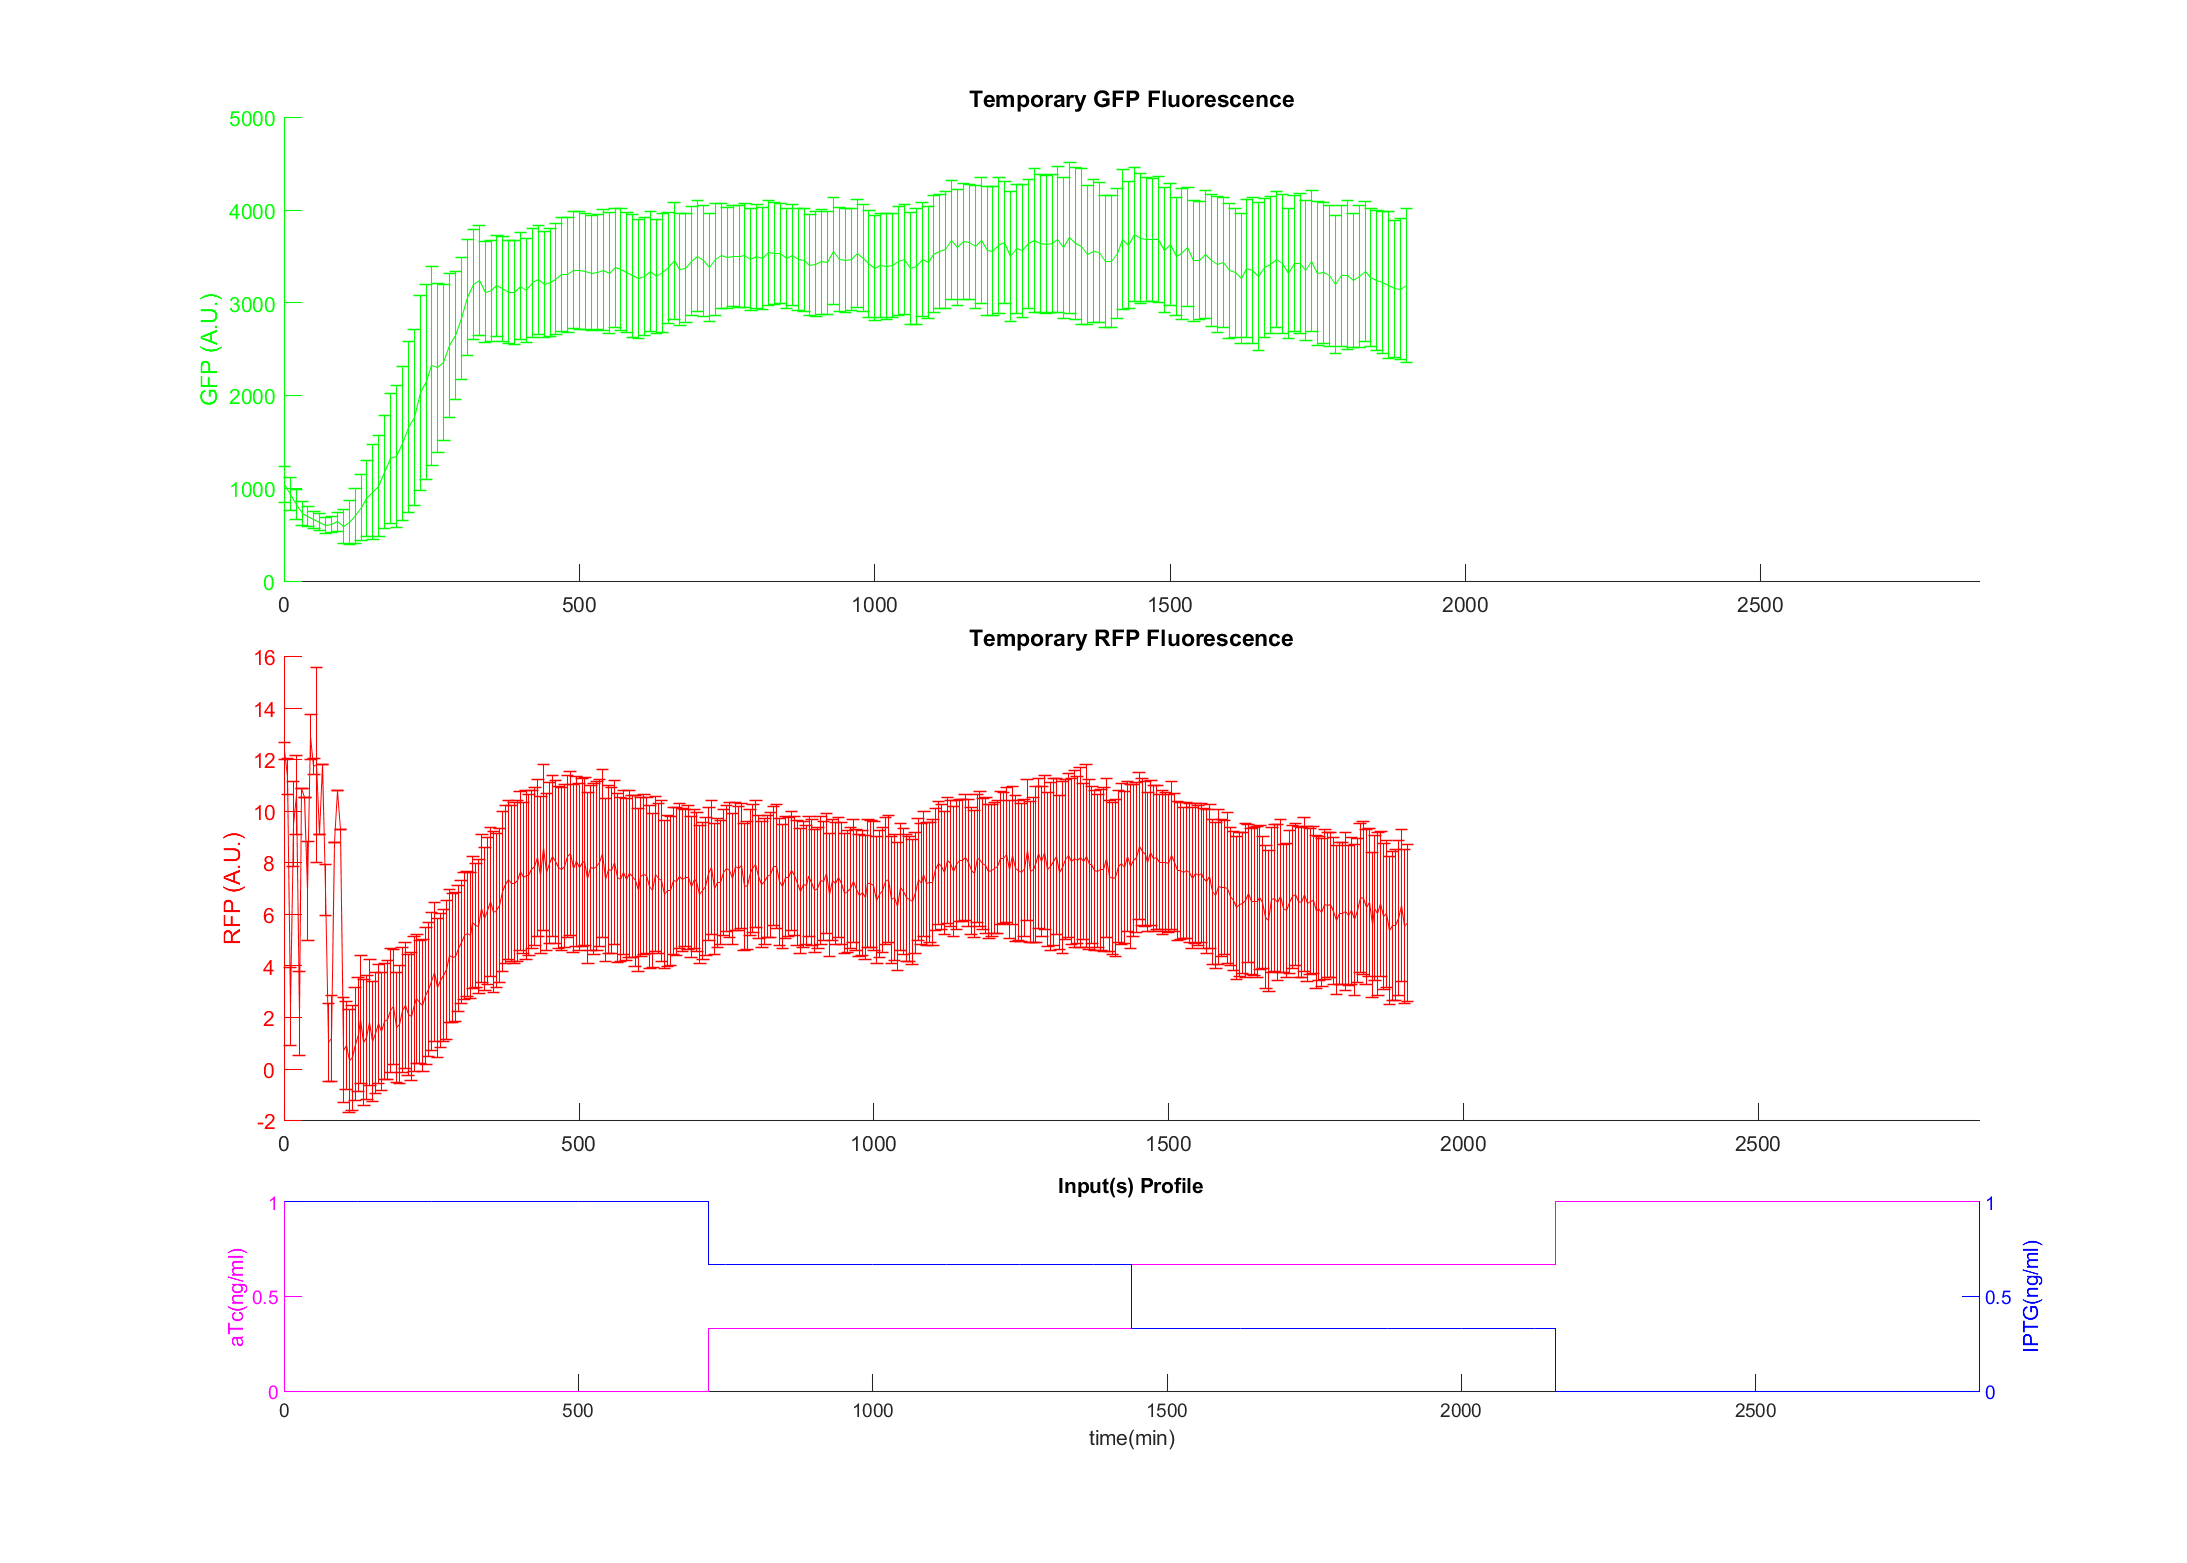 Temporary GFP Fluorescence
5000
4000
3000
2000
1000
0
GFP (A.U.)
0 500 1000 1500 2000 2500
Temporary RFP Fluorescence
16
14
12
10
8
6
4
2
0
-2
RFP (A.U.)
0 500 1000 1500 2000 2500
Input(s) Profile
1
0.5
0
aTc(ng/ml)
1
0.5
0
IPTG(ng/ml)
0 500 1000 1500 2000 2500
time(min)